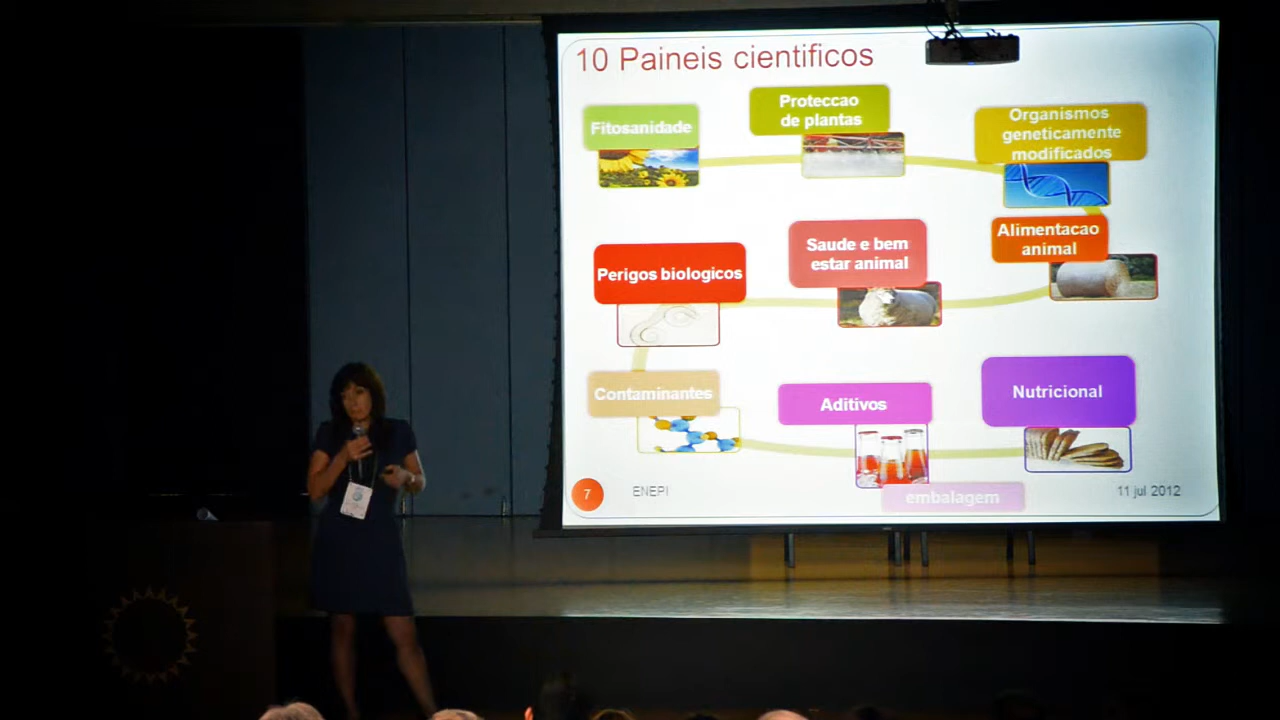 10 Paineis cientificos
Fitosanidade
Proteccao
de plantas
Organismos
geneticamente
modificados
Perigos biologicos
Saude e bem
estar animal
Alimentacao
animal
Contaminantes
Aditivos
Nutricional
embalagem
7
ENEPI
11 jul 2012